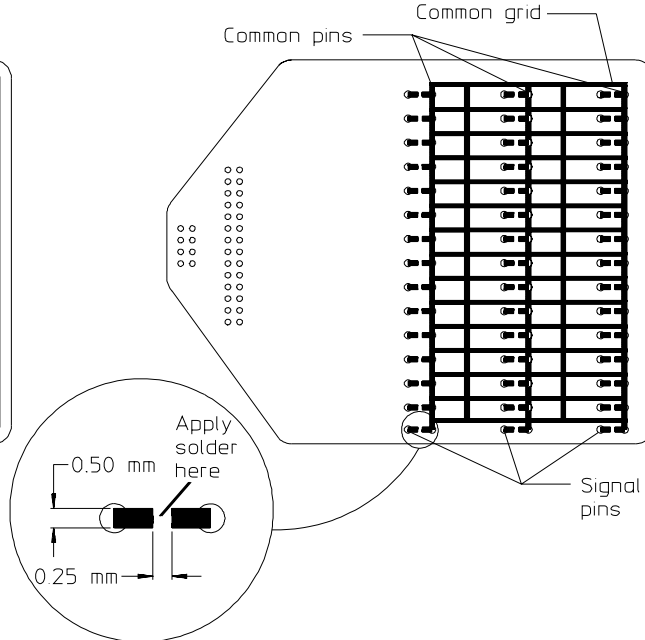 Common grid
Common pins
Apply
solder
here
0.50 mm
0.25 mm
Signal
pins